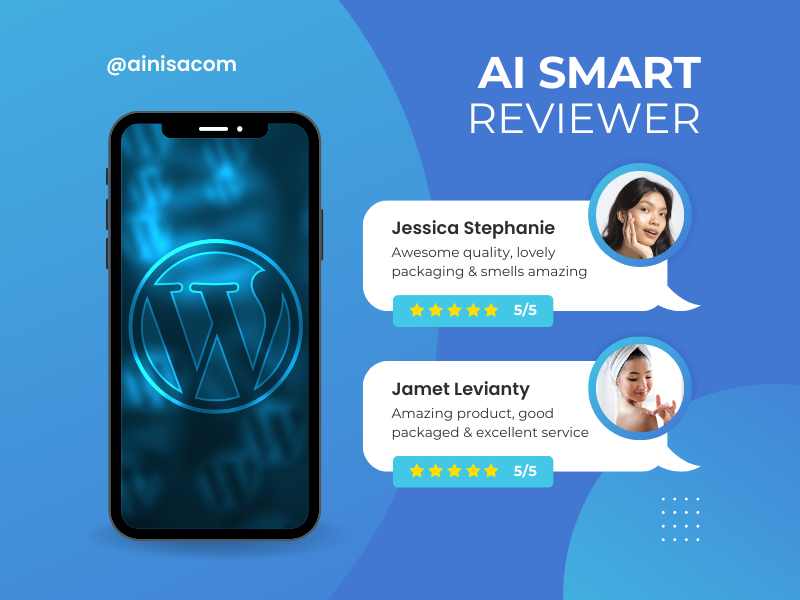 @ainisacom
AI SMART
REVIEWER
Jessica Stephanie
Awesome quality, lovely
packaging & smells amazing
5/5
Jamet Levianty
Amazing product, good
packaged & excellent service
5/5